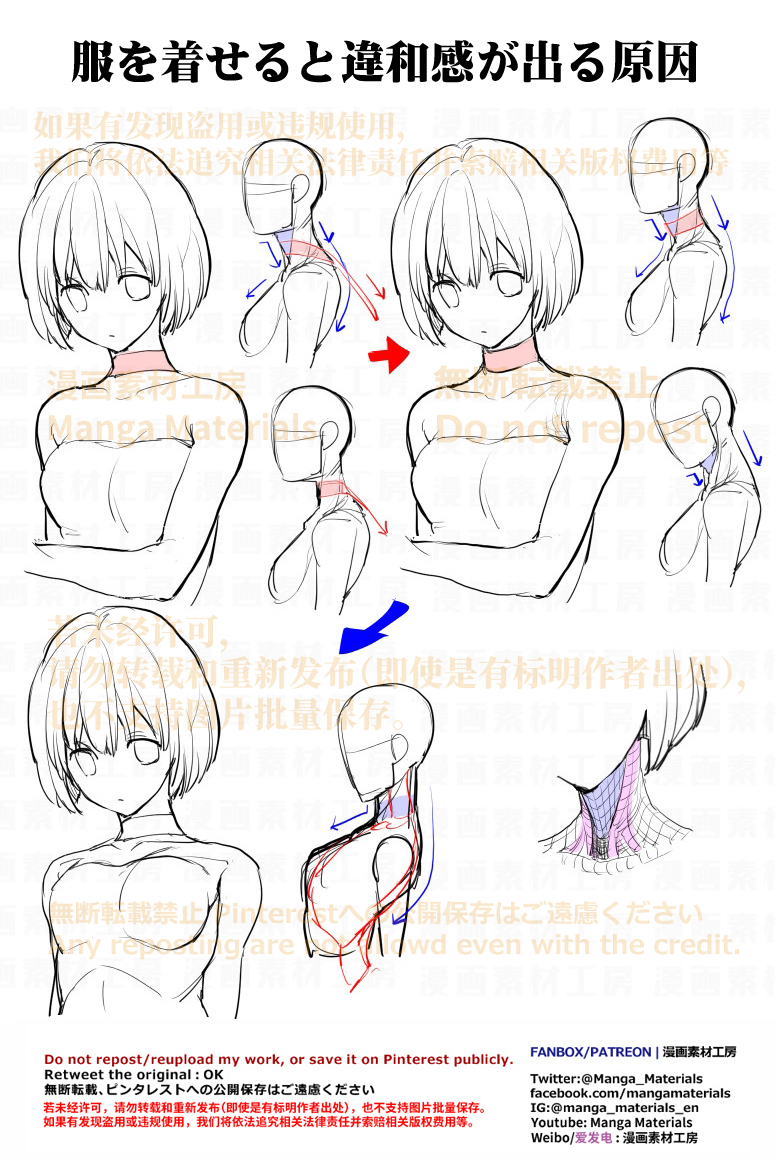 服を着せると違和感が出る原因
如果有发现盗用或违规使用，
我们将依法追究相关法律责任并索赔相关版权费用等
漫画素材工房
Manga Materials
無断転載禁止
Do not repost
若未经许可，
请勿转载和重新发布（即使是有标明作者出处），
也不支持图片批量保存。
無断転載禁止 Pinterestへの公開保存はご遠慮ください
Any reposting are not allowd even with the credit.
Do not repost/reupload my work, or save it on Pinterest publicly.
Retweet the original : OK
無断転載、ピンタレストへの公開保存はご遠慮ください
若未经许可，请勿转载和重新发布(即使是有标明作者出处)，也不支持图片批量保存。
如果有发现盗用或违规使用，我们将依法追究相关法律责任并索赔相关版权费用等。
FANBOX/PATREON | 漫画素材工房
Twitter:@Manga_Materials
facebook.com/mangamaterials
IG:@manga_materials_en
Youtube: Manga Materials
Weibo/爱发电 : 漫画素材工房